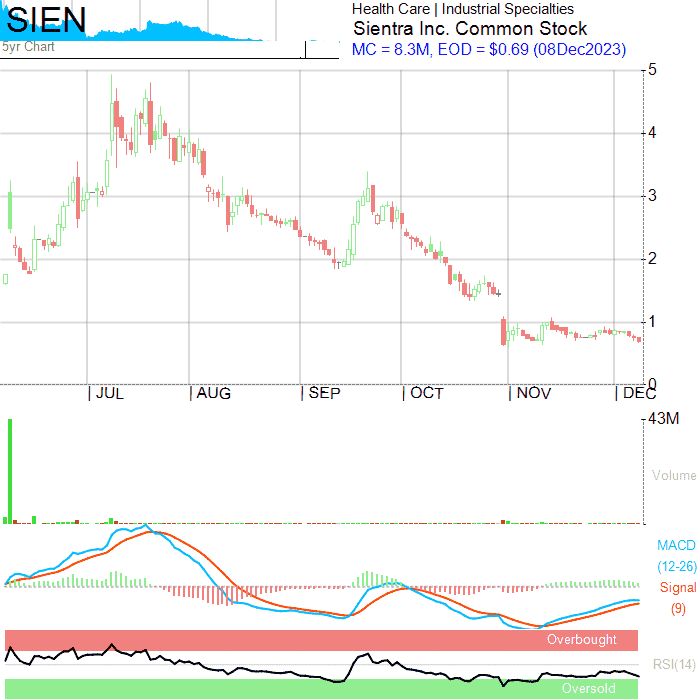 SIEN
5yr Chart
Health Care | Industrial Specialties
Sientra Inc. Common Stock
MC = 8.3M, EOD = $0.69 (08Dec2023)
5
4
3
2
1
0
JUL
AUG
SEP
OCT
NOV
DEC
43M
Volume
MACD
(12-26)
Signal
(9)
Overbought
RSI(14)
Oversold